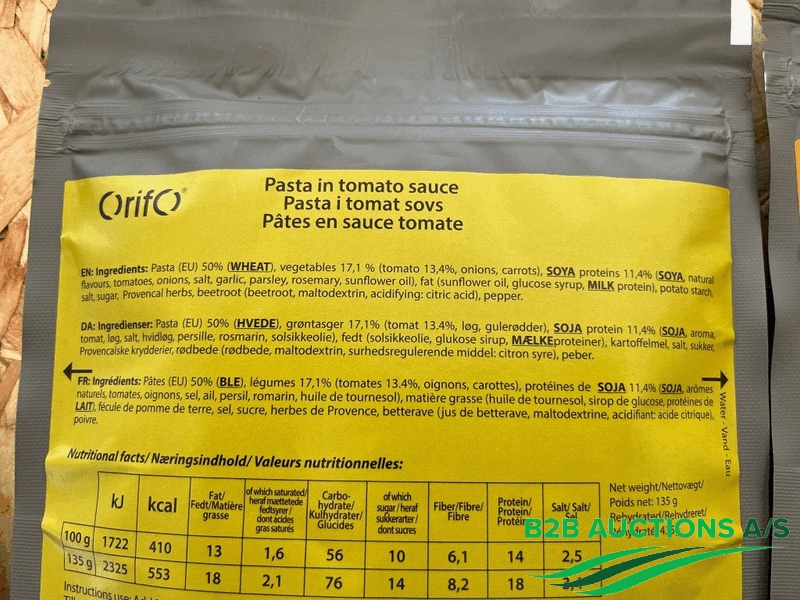 OrifO®
Pasta in tomato sauce
Pasta i tomat sovs
Pâtes en sauce tomate
EN: Ingredients: Pasta (EU) 50% (WHEAT), vegetables 17,1 % (tomato 13,4%, onions, carrots), SOYA proteins 11,4% (SOYA, natural
flavours, tomatoes, onions, salt, garlic, parsley, rosemary, sunflower oil), fat (sunflower oil, glucose syrup, MILK protein), potato starch,
salt, sugar, Provencal herbs, beetroot (beetroot, maltodextrin, acidifying: citric acid), pepper.
DA: Ingredienser: Pasta (EU) 50% (HVEDE), grøntasger 17,1% (tomat 13.4%, løg, gulerødder), SOJA protein 11,4% (SOJA, aroma,
tomat, løg, salt, hvidløg, persille, rosmarin, solsikkeolie), fedt (solsikkeolie, glukose sirup, MÆLKEproteiner), kartoffelmel, salt, sukker,
Provencalske krydderier, rødbede (rødbede, maltodextrin, surhedsregulerende middel: citron syre), peber.
FR: Ingrédients: Pâtes (EU) 50% (BLE), légumes 17,1% (tomates 13.4%, oignons, carottes), protéines de SOJA 11,4% (SOJA, arômes
naturels, tomates, oignons, sel, ail, persil, romarin, huile de tournesol), matière grasse (huile de tournesol, sirop de glucose, protéines de
LAIT), fécule de pomme de terre, sel, sucre, herbes de Provence, betterave (jus de betterave, maltodextrine, acidifiant: acide citrique),
poivre.
Water - Vand - Eau
Nutritional facts/ Næringsindhold/ Valeurs nutritionnelles:
kJ kcal Fat/ Fedt/Matière grasse of which saturated/ heraf mættetede fedtsyrer/ dont acides gras saturés Carbo-hydrate/ Kulhydrater/ Glucides of which sugar/ heraf sukkerarter/ dont sucres Fiber/Fibre/ Fibre Protein/ Protein/ Protéin Salt/ Salt/ Sel
100 g 1722 410 13 1,6 56 10 6,1 14 2,5
135 g 2325 553 18 2,1 76 14 8,2 18
Net weight/Nettovægt/
Poids net: 135 g
Rehydrated/Rehydreret/
B2B AUCTIONS A/S
Instructions use: